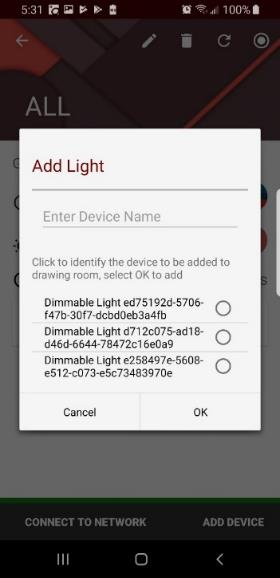 5:31 100%
ALL
Add Light
Enter Device Name
Click to identify the device to be added to
drawing room, select OK to add
Dimmable Light ed75192d-5706-
f47b-30f7-dcbd0eb3a4fb
Dimmable Light d712c075-ad18-
d46d-6644-78472c16e0a9
Dimmable Light e258497e-5608-
e512-c073-e5c73483970e
Cancel OK
CONNECT TO NETWORK ADD DEVICE